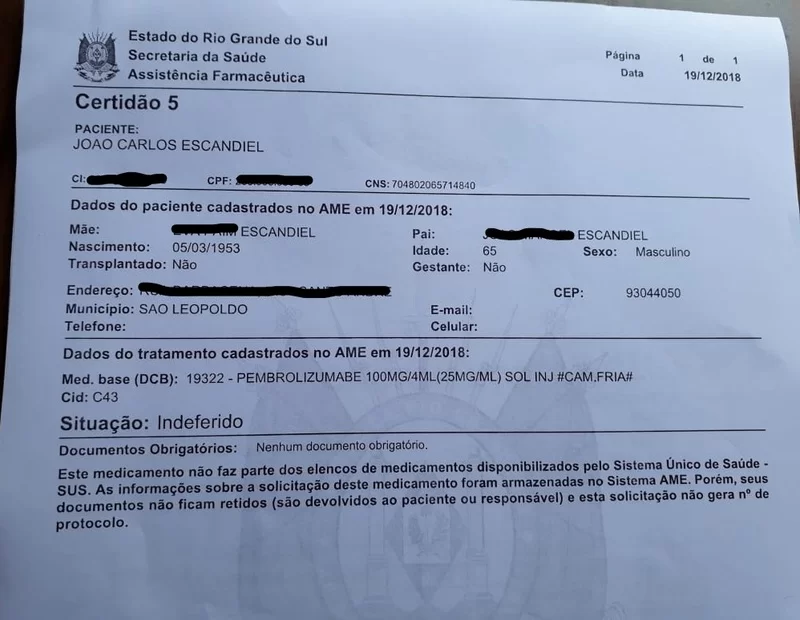 Estado do Rio Grande do Sul
Secretaria da Saúde
Assistência Farmacêutica
Página 1 de 1
Data 19/12/2018
Certidão 5
PACIENTE:
JOAO CARLOS ESCANDIEL
CI: CPF: CNS: 704802065714840
Dados do paciente cadastrados no AME em 19/12/2018:
Mãe: ESCANDIEL Pai: ESCANDIEL
Nascimento: 05/03/1953 Idade: 65 Sexo: Masculino
Transplantado: Não Gestante: Não
Endereço: CEP: 93044050
Município: SAO LEOPOLDO E-mail:
Telefone: Celular:
Dados do tratamento cadastrados no AME em 19/12/2018:
Med. base (DCB): 19322 - PEMBROLIZUMABE 100MG/4ML(25MG/ML) SOL INJ #CAM.FRIA#
Cid: C43
Situação: Indeferido
Documentos Obrigatórios: Nenhum documento obrigatório.
Este medicamento não faz parte dos elencos de medicamentos disponibilizados pelo Sistema Único de Saúde -
SUS. As informações sobre a solicitação deste medicamento foram armazenadas no Sistema AME. Porém, seus
documentos não ficam retidos (são devolvidos ao paciente ou responsável) e esta solicitação não gera nº de
protocolo.